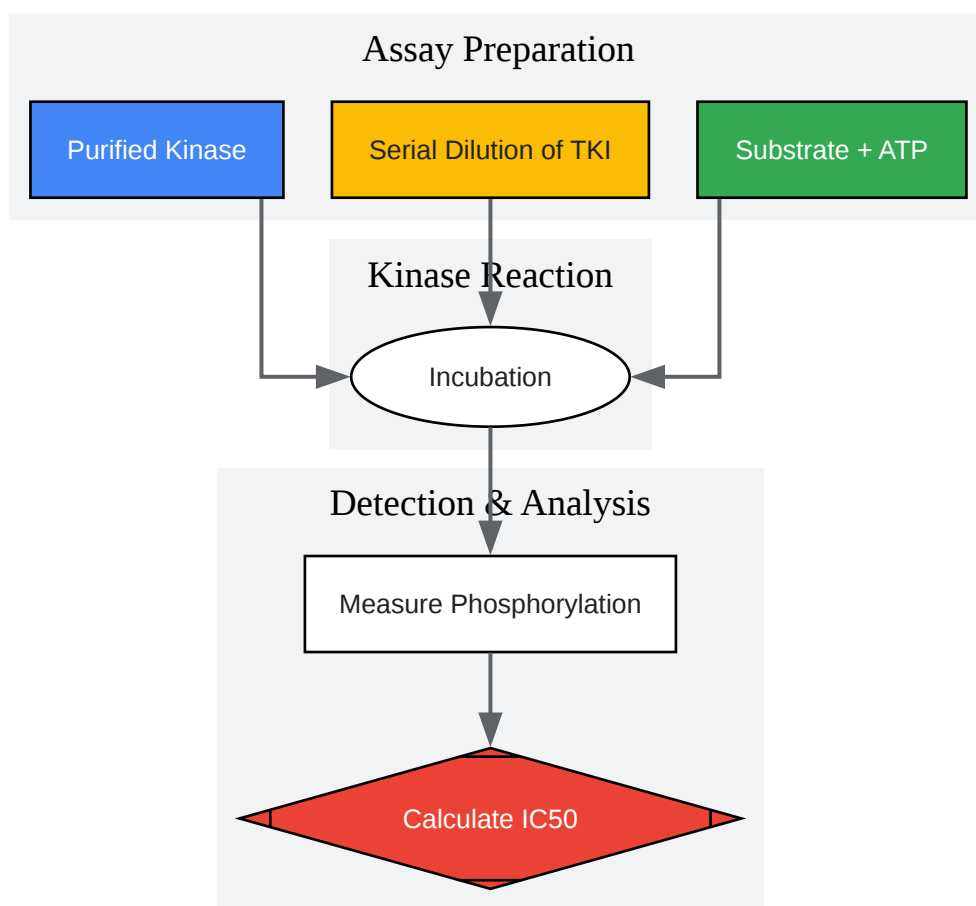 Assay Preparation
Purified Kinase
Serial Dilution of TKI
Substrate + ATP
Kinase Reaction
Incubation
Detection & Analysis
Measure Phosphorylation
Calculate IC50